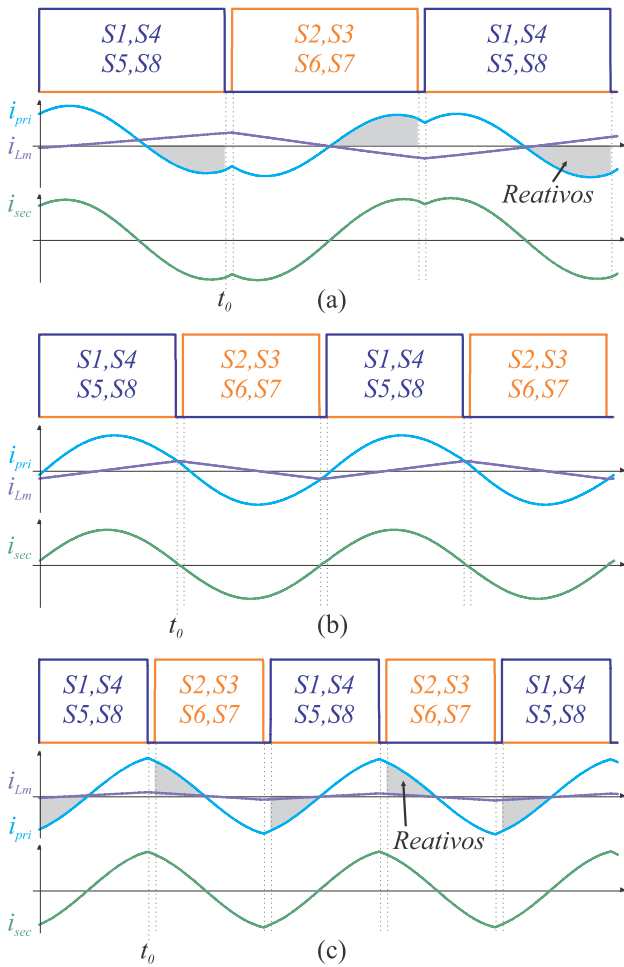 S1,S4 S2,S3 S1,S4
S5,S8 S6,S7 S5,S8
i_pri
i_Lm
Reativos
i_sec
t_0
(a)
S1,S4 S2,S3 S1,S4 S2,S3
S5,S8 S6,S7 S5,S8 S6,S7
i_pri
i_Lm
i_sec
t_0
(b)
S1,S4 S2,S3 S1,S4 S2,S3 S1,S4
S5,S8 S6,S7 S5,S8 S6,S7 S5,S8
i_Lm
i_pri
Reativos
i_sec
t_0
(c)